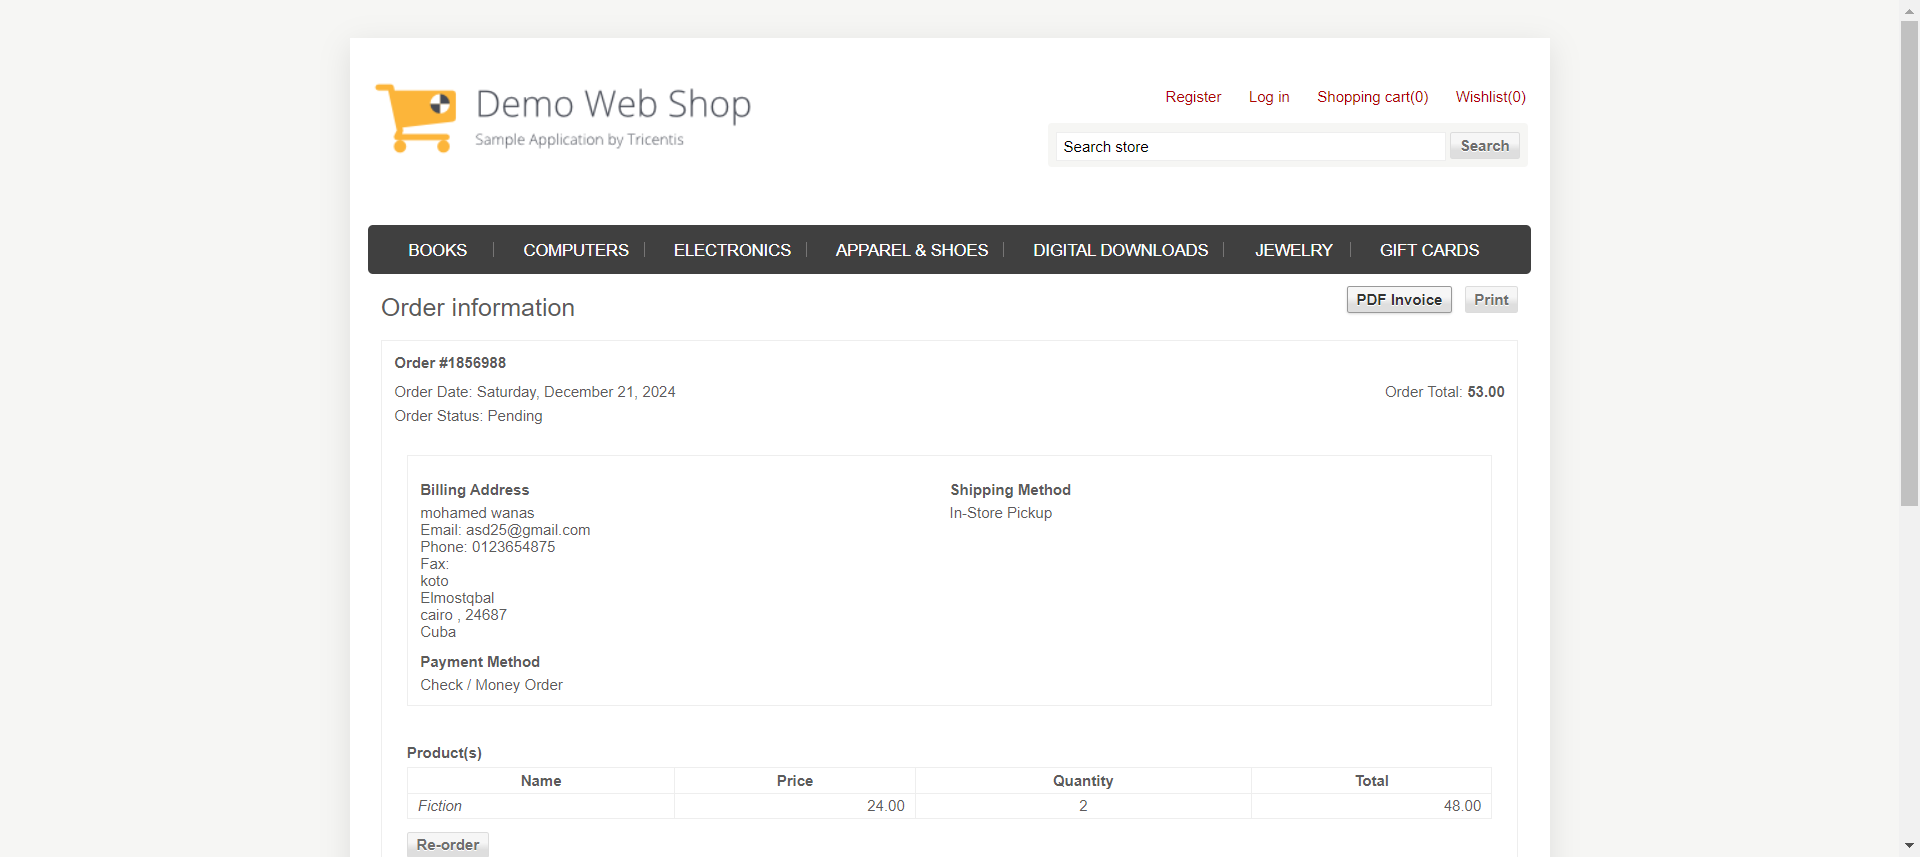 Demo Web Shop
Sample Application by Tricentis
Register Log in Shopping cart(0) Wishlist(0)
Search store Search
BOOKS COMPUTERS ELECTRONICS APPAREL & SHOES DIGITAL DOWNLOADS JEWELRY GIFT CARDS
Order information PDF Invoice Print
Order #1856988
Order Date: Saturday, December 21, 2024 Order Total: 53.00
Order Status: Pending
Billing Address
mohamed wanas
Email: asd25@gmail.com
Phone: 0123654875
Fax:
koto
Elmostqbal
cairo , 24687
Cuba
Payment Method
Check / Money Order
Shipping Method
In-Store Pickup
Product(s)
Name Price Quantity Total
Fiction 24.00 2 48.00
Re-order